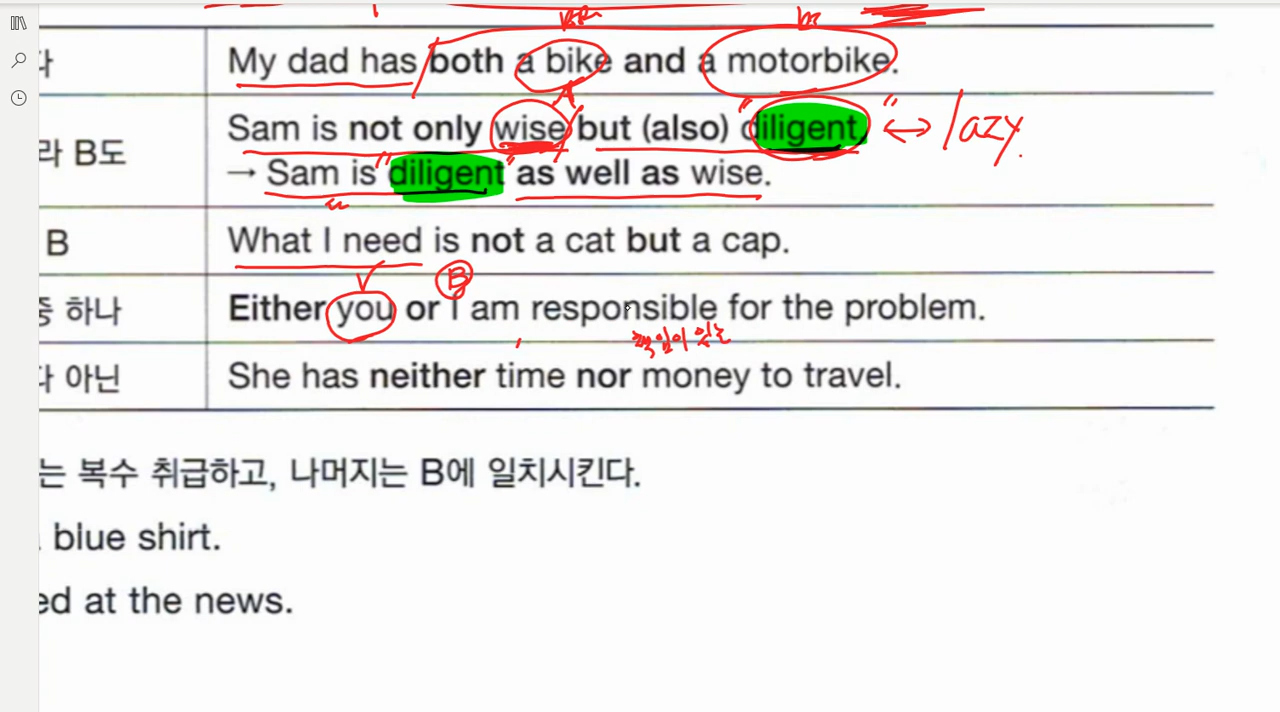 My dad has both a bike and a motorbike.
A
Sam is not only wise but (also) diligent, ↔ lazy.
라 B도
→ Sam is "diligent" as well as wise.
B What I need is not a cat but a cap.
B
중 하나 Either you or I am responsible for the problem.
책임이 있는
다 아닌 She has neither time nor money to travel.
는 복수 취급하고, 나머지는 B에 일치시킨다.
blue shirt.
ed at the news.